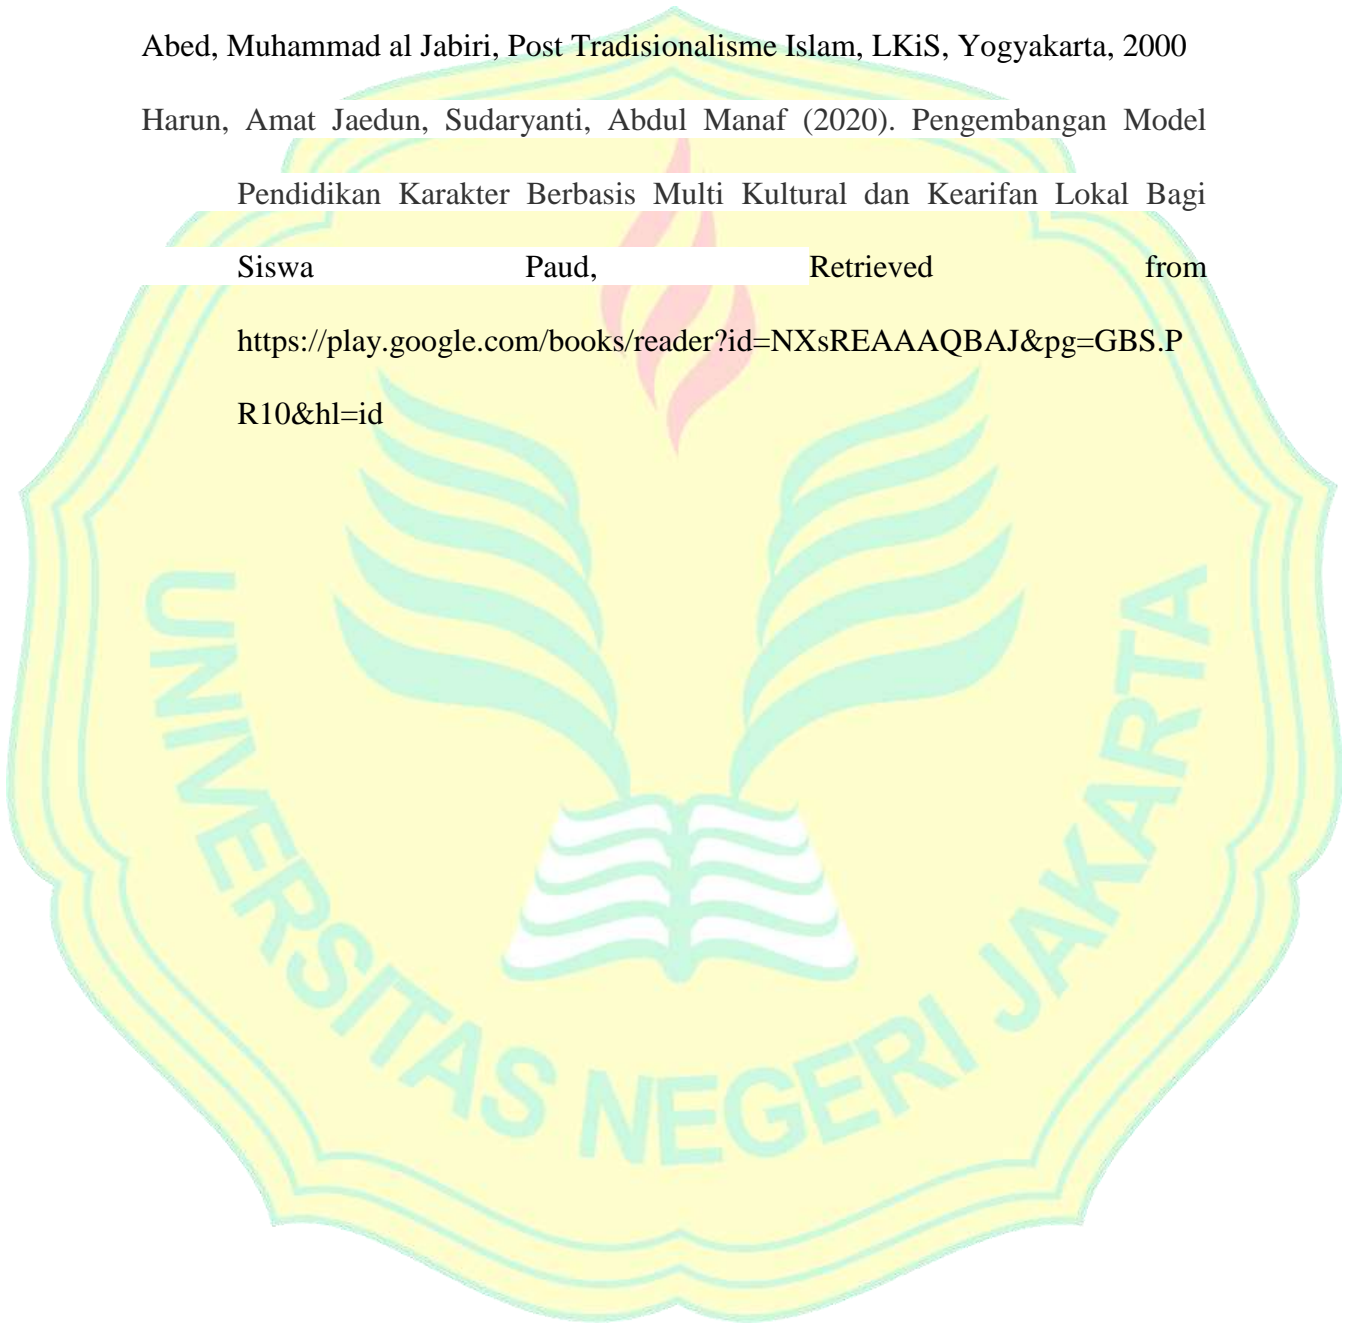 Abed, Muhammad al Jabiri, Post Tradisionalisme Islam, LKiS, Yogyakarta, 2000
Harun, Amat Jaedun, Sudaryanti, Abdul Manaf (2020). Pengembangan Model
Pendidikan Karakter Berbasis Multi Kultural dan Kearifan Lokal Bagi
Siswa Paud, Retrieved from
https://play.google.com/books/reader?id=NXsREAAAQBAJ&pg=GBS.P
R10&hl=id
UNIVERSITAS NEGERI JAKARTA